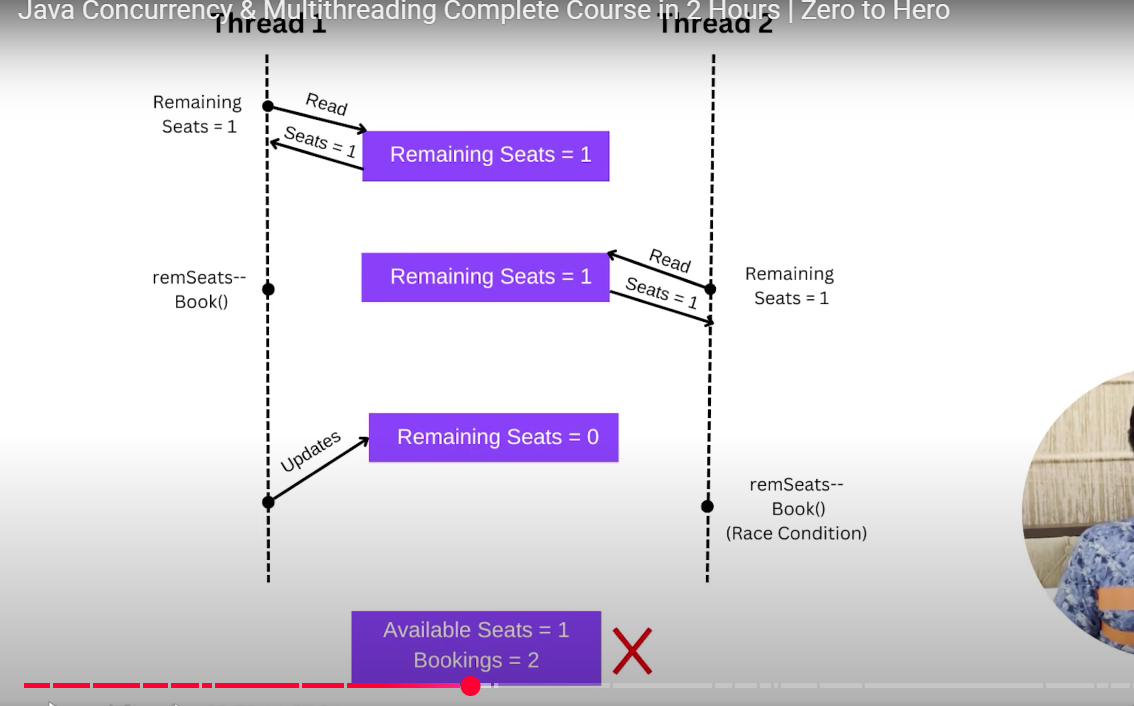 Java Concurrency & Multithreading Complete Course in 2 Hours | Zero to Hero
Thread 1
Thread 2
Remaining
Seats = 1
Read
Seats = 1
Remaining Seats = 1
remSeats--
Book()
Remaining Seats = 1
Read
Seats = 1
Remaining
Seats = 1
Updates
Remaining Seats = 0
remSeats--
Book()
(Race Condition)
Available Seats = 1
Bookings = 2